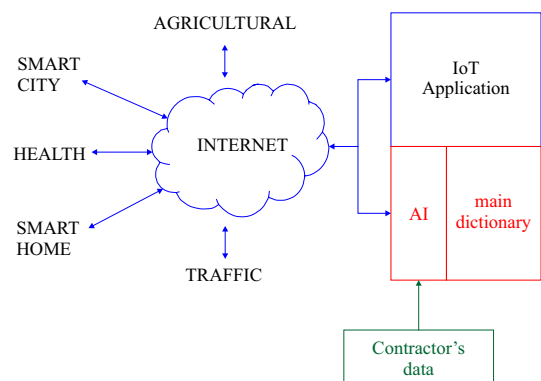 AGRICULTURAL
SMART
CITY
HEALTH
SMART
HOME
INTERNET
TRAFFIC
IoT
Application
AI
main
dictionary
Contractor's
data